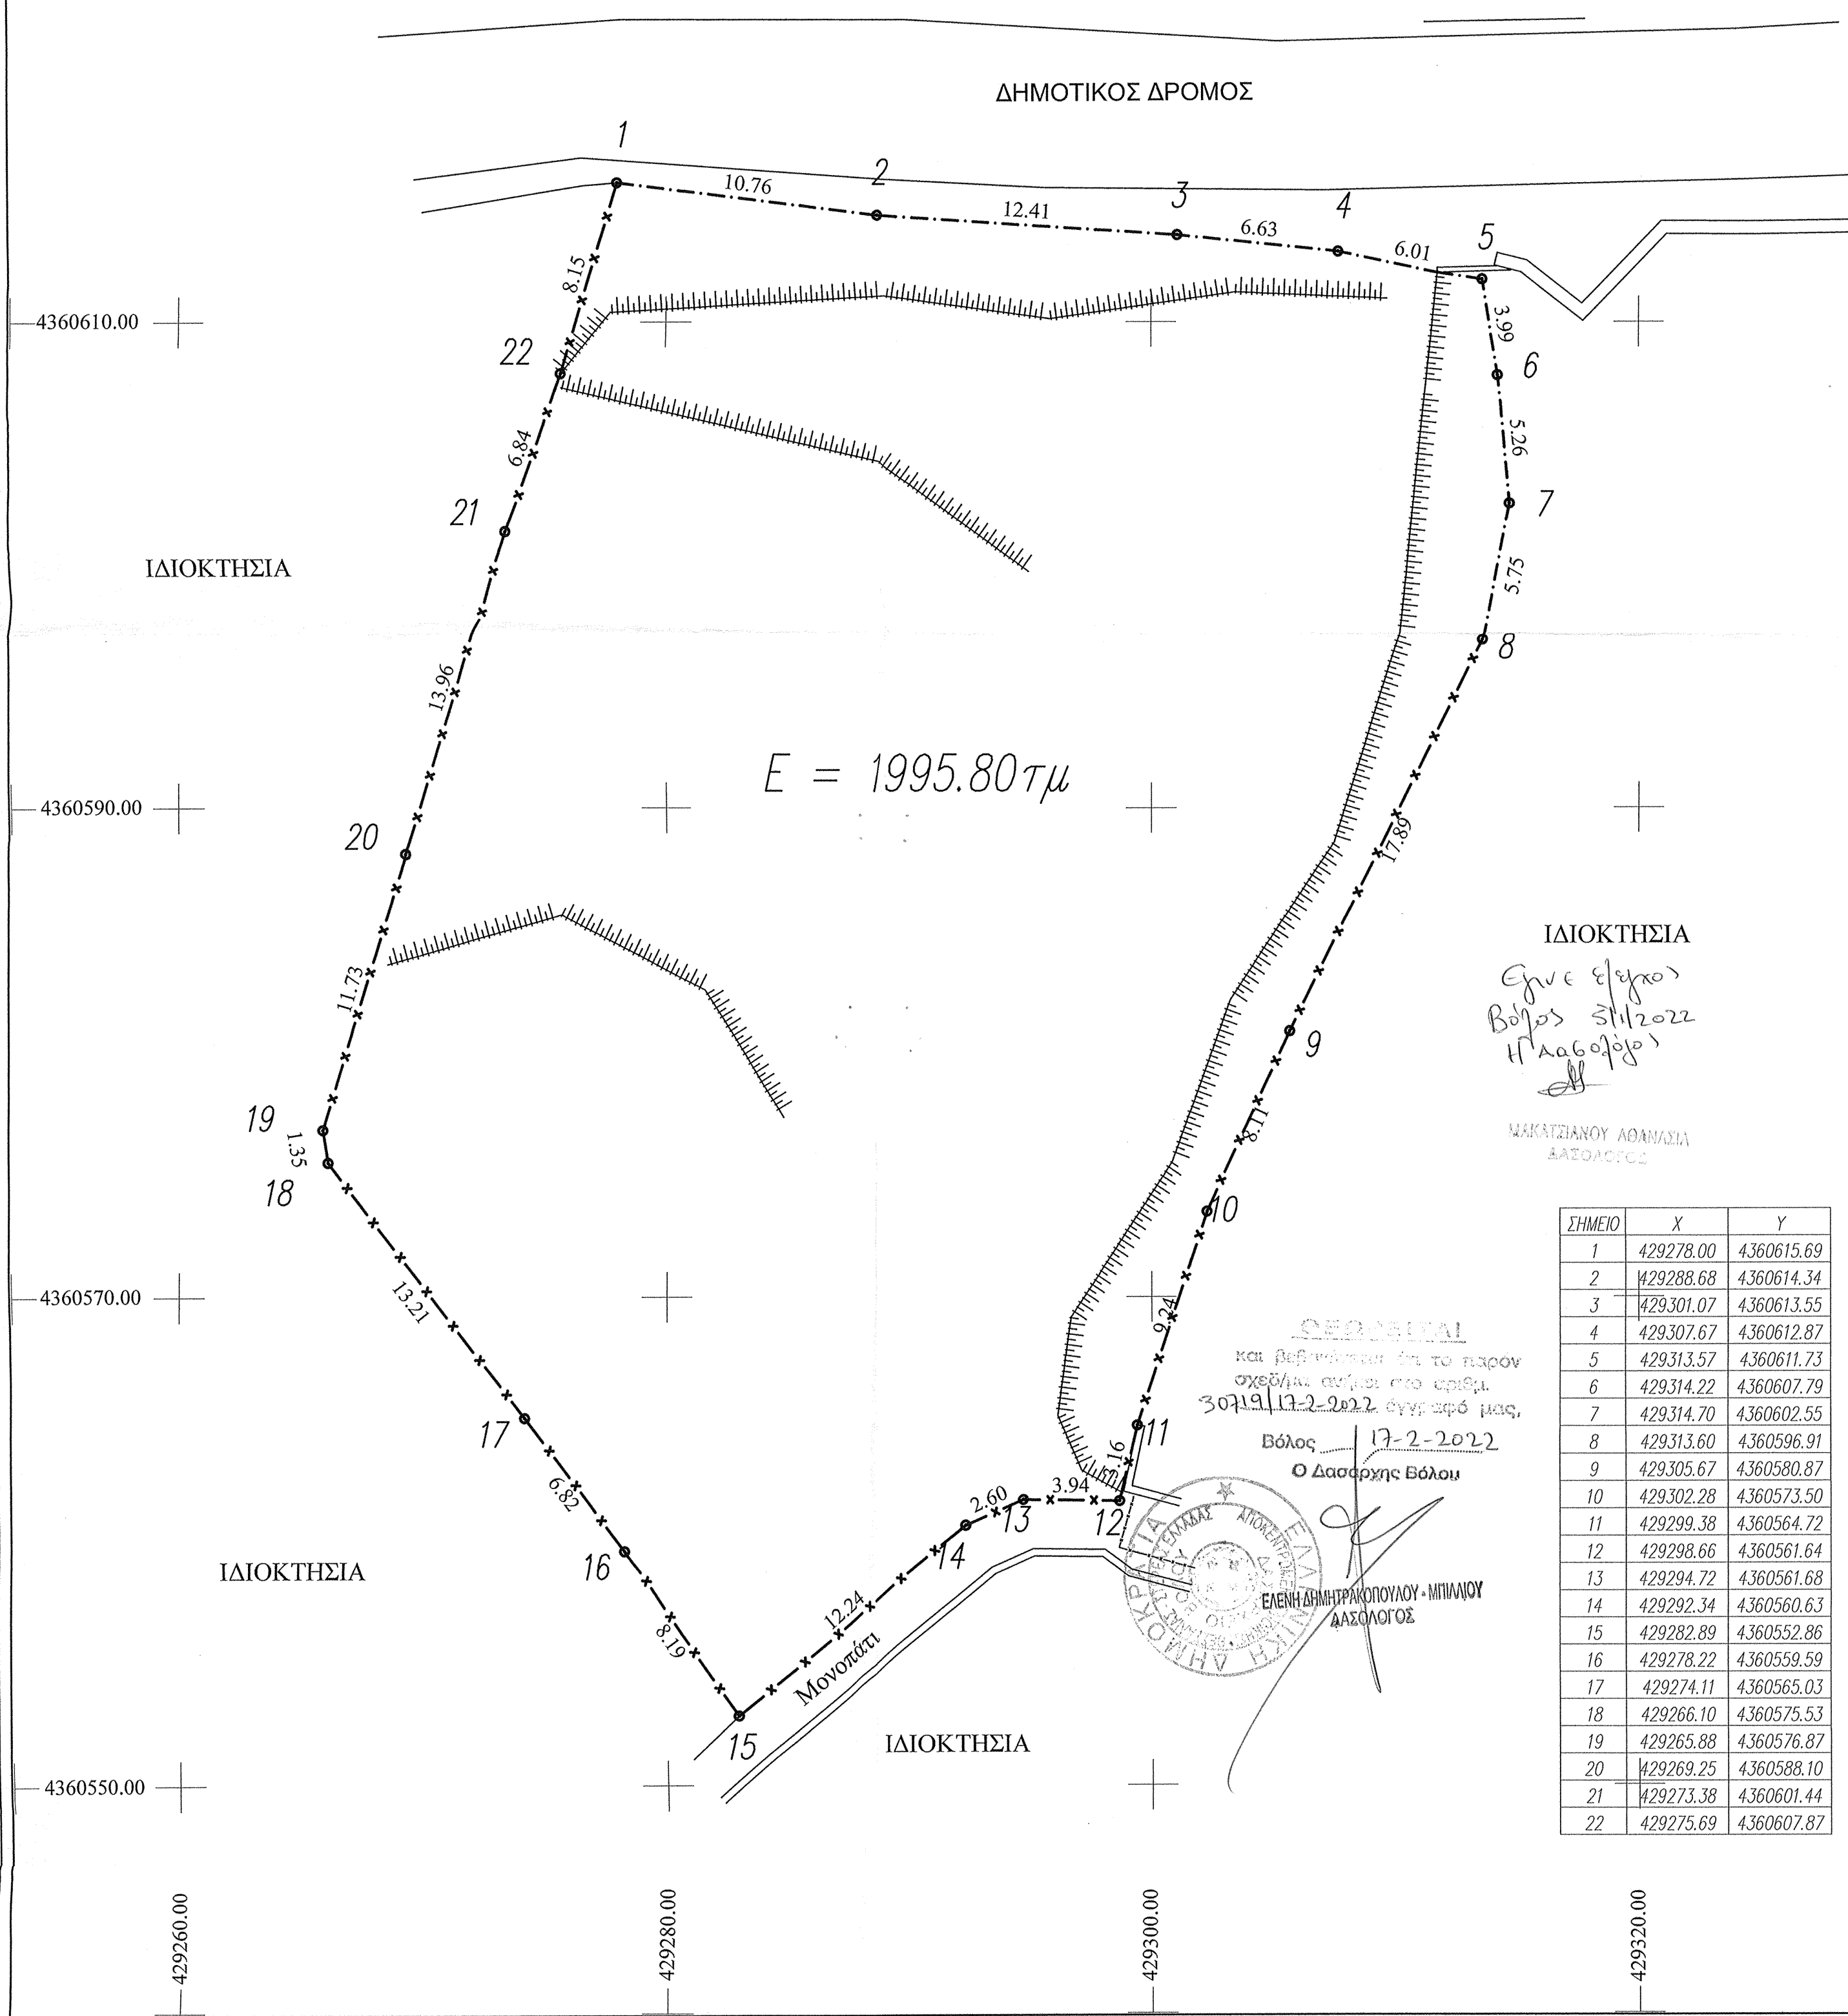 ΔΗΜΟΤΙΚΟΣ ΔΡΟΜΟΣ
1
10.76
2
12.41
3
6.63
4
6.01
5
8.15
3.99
4360610.00
22
6
6.84
5.26
21
7
ΙΔΙΟΚΤΗΣΙΑ
5.75
8
13.96
E = 1995.80τμ
4360590.00
20
17.89
ΙΔΙΟΚΤΗΣΙΑ
Εγινε έλεγχος
Βόλος 5/1/2022
Η Δασολόγος
ΜΑΚΑΤΣΙΑΝΟΥ ΑΘΑΝΑΣΙΑ
ΔΑΣΟΛΟΓΟΣ
11.73
9
19
8.11
1.35
18
10
4360570.00
13.21
9.24
ΘΕΩΡΕΙΤΑΙ
και βεβαιώνεται ότι το παρόν
σχεδ/μα ανήκει στο αριθμ.
30719/17-2-2022 έγγραφό μας,
Βόλος 17-2-2022
Ο Δασάρχης Βόλου
17
11
3.16
6.82
2.60
3.94
13
12
14
16
ΕΛΛΗΝΙΚΗ ΔΗΜΟΚΡΑΤΙΑ
ΕΛΕΝΗ ΔΗΜΗΤΡΑΚΟΠΟΥΛΟΥ - ΜΠΙΛΛΙΟΥ
ΔΑΣΟΛΟΓΟΣ
ΙΔΙΟΚΤΗΣΙΑ
12.24
8.19
Μονοπάτι
15
ΙΔΙΟΚΤΗΣΙΑ
4360550.00
ΣΗΜΕΙΟ X Y
1 429278.00 4360615.69
2 429288.68 4360614.34
3 429301.07 4360613.55
4 429307.67 4360612.87
5 429313.57 4360611.73
6 429314.22 4360607.79
7 429314.70 4360602.55
8 429313.60 4360596.91
9 429305.67 4360580.87
10 429302.28 4360573.50
11 429299.38 4360564.72
12 429298.66 4360561.64
13 429294.72 4360561.68
14 429292.34 4360560.63
15 429282.89 4360552.86
16 429278.22 4360559.59
17 429274.11 4360565.03
18 429266.10 4360575.53
19 429265.88 4360576.87
20 429269.25 4360588.10
21 429273.38 4360601.44
22 429275.69 4360607.87
429260.00
429280.00
429300.00
429320.00